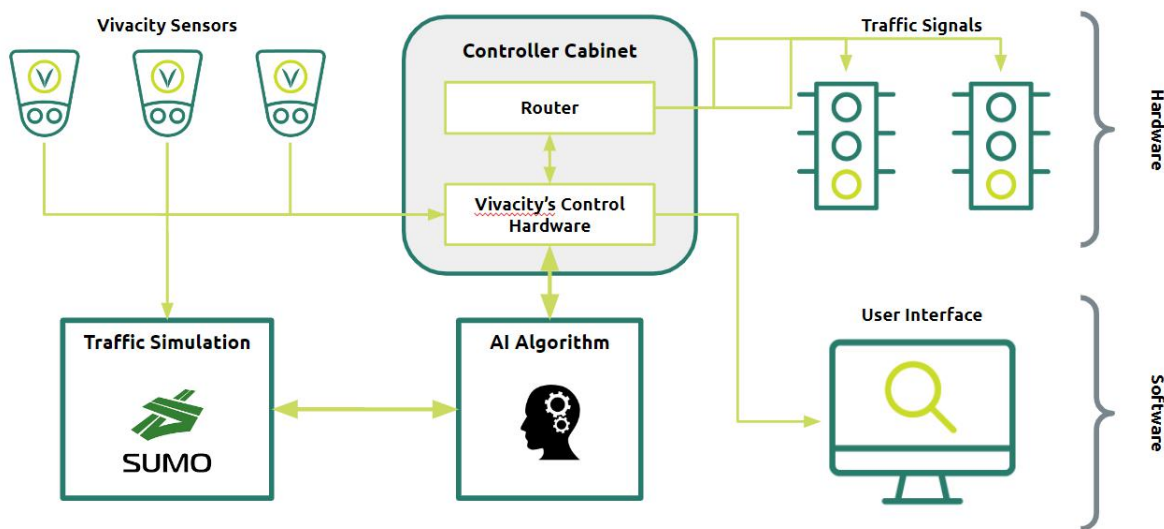 Vivacity Sensors
Controller Cabinet
Traffic Signals
Router
Vivacity's Control
Hardware
Hardware
Traffic Simulation
AI Algorithm
User Interface
SUMO
Software